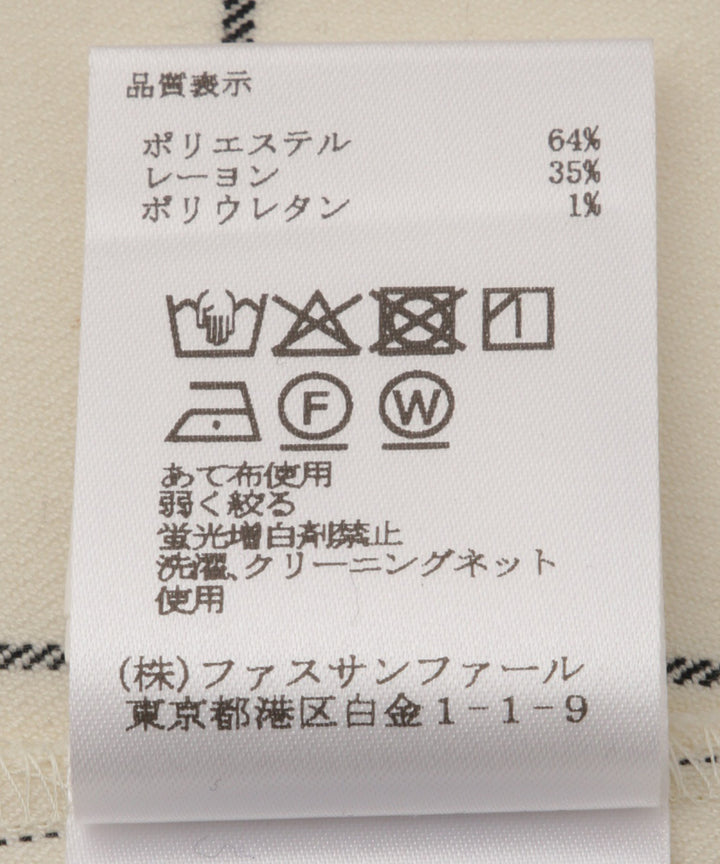 品質表示
ポリエステル 64%
レーヨン 35%
ポリウレタン 1%
F W
あて布使用
弱く絞る
蛍光増白剤禁止
洗濯、クリーニングネット
使用
(株)ファスサンファール
東京都港区白金1-1-9